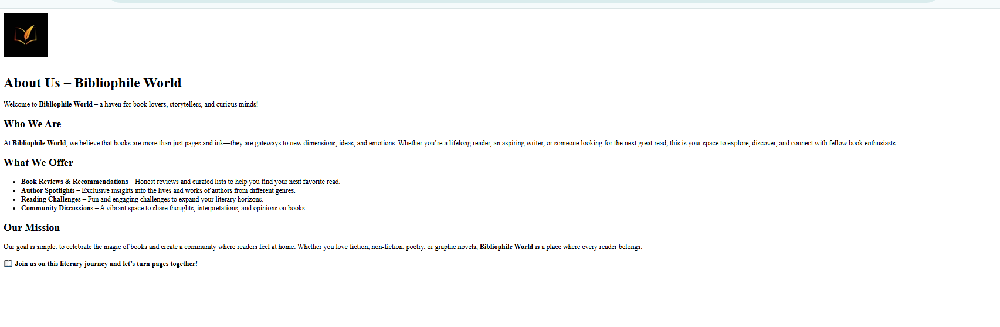 About Us – Bibliophile World
Welcome to Bibliophile World – a haven for book lovers, storytellers, and curious minds!
Who We Are
At Bibliophile World, we believe that books are more than just pages and ink—they are gateways to new dimensions, ideas, and emotions. Whether you’re a lifelong reader, an aspiring writer, or someone looking for the next great read, this is your space to explore, discover, and connect with fellow book enthusiasts.
What We Offer
• Book Reviews & Recommendations – Honest reviews and curated lists to help you find your next favorite read.
• Author Spotlights – Exclusive insights into the lives and works of authors from different genres.
• Reading Challenges – Fun and engaging challenges to expand your literary horizons.
• Community Discussions – A vibrant space to share thoughts, interpretations, and opinions on books.
Our Mission
Our goal is simple: to celebrate the magic of books and create a community where readers feel at home. Whether you love fiction, non-fiction, poetry, or graphic novels, Bibliophile World is a place where every reader belongs.
📖 Join us on this literary journey and let’s turn pages together!